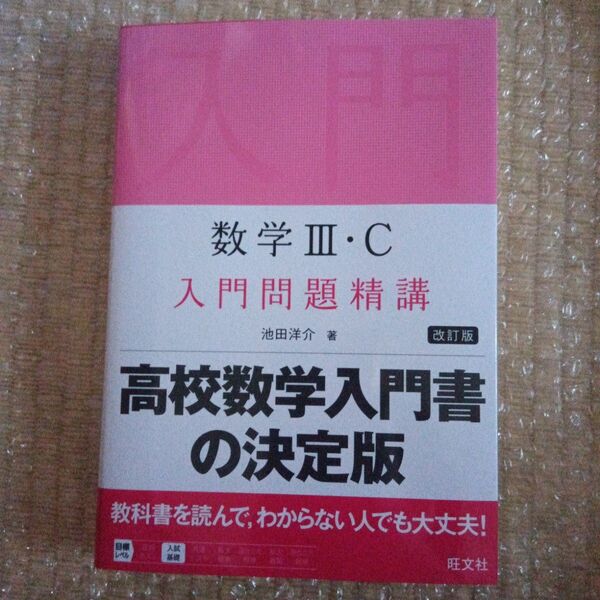 入門
数学 III・C
入門問題精講
池田洋介 著
改訂版
高校数学入門書
の決定版
教科書を読んで、わからない人でも大丈夫!
目標
レベル
入試
基礎
旺文社